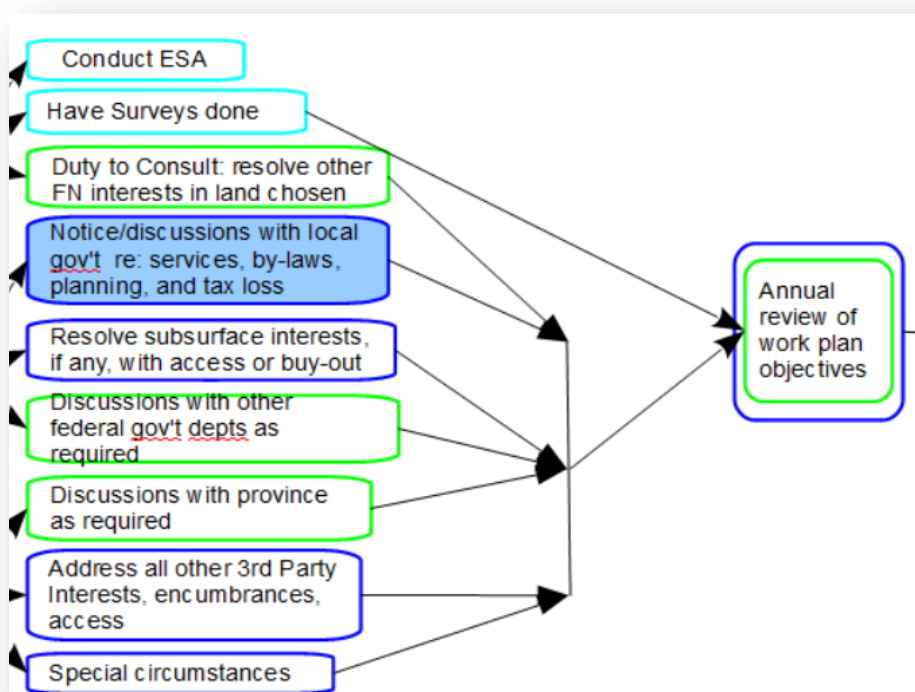 Conduct ESA
Have Surveys done
Duty to Consult: resolve other
FN interests in land chosen
Notice/discussions with local
gov't re: services, by-laws,
planning, and tax loss
Resolve subsurface interests,
if any, with access or buy-out
Discussions with other
federal gov't depts as
required
Discussions with province
as required
Address all other 3rd Party
Interests, encumbrances,
access
Special circumstances
Annual
review of
work plan
objectives